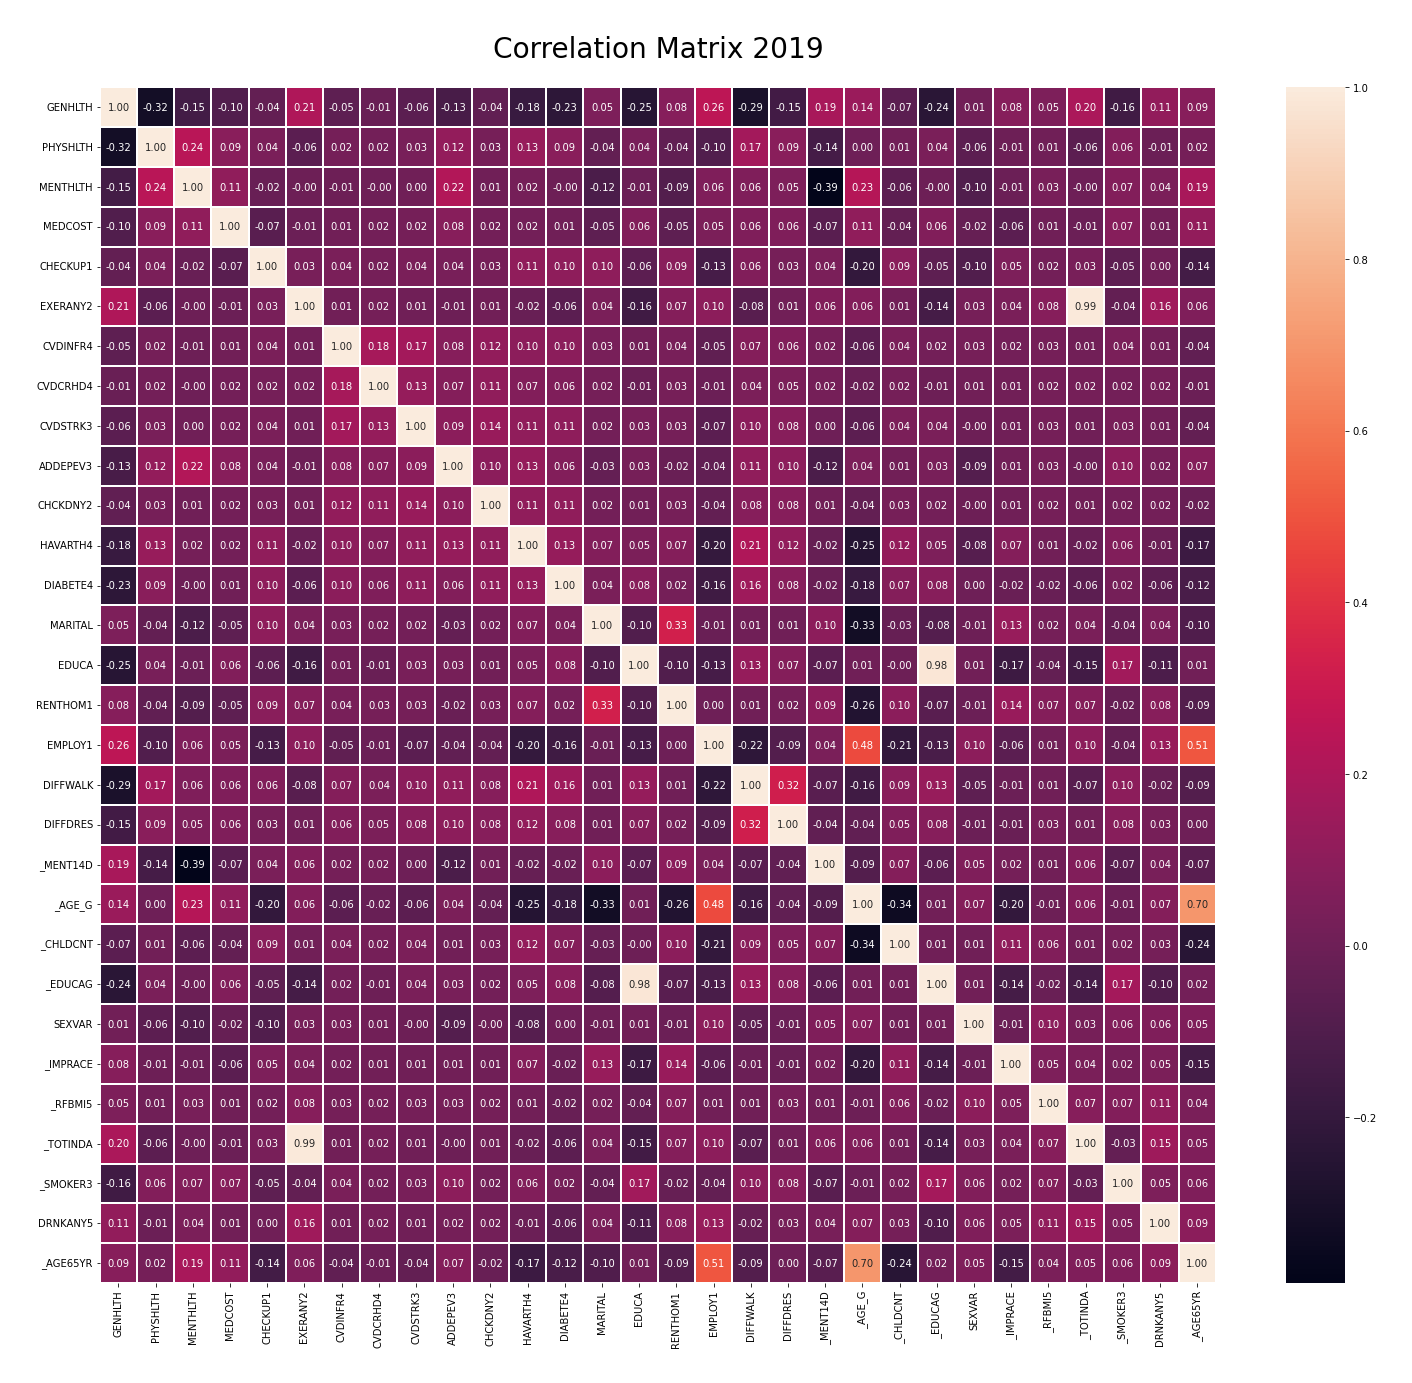 Correlation Matrix 2019
GENHLTH 1.00 -0.32 -0.15 -0.10 -0.04 0.21 -0.05 -0.01 -0.06 -0.13 -0.04 -0.18 -0.23 0.05 -0.25 0.08 0.26 -0.29 -0.15 0.19 0.14 -0.07 -0.24 0.01 0.08 0.05 0.20 -0.16 0.11 0.09
PHYSHLTH -0.32 1.00 0.24 0.09 0.04 -0.06 0.02 0.02 0.03 0.12 0.03 0.13 0.09 -0.04 0.04 -0.04 -0.10 0.17 0.09 -0.14 0.00 0.01 0.04 -0.06 -0.01 0.01 -0.06 0.06 -0.01 0.02
MENTHLTH -0.15 0.24 1.00 0.11 -0.02 -0.00 -0.01 -0.00 0.00 0.22 0.01 0.02 -0.00 -0.12 -0.01 -0.09 0.06 0.06 0.05 -0.39 0.23 -0.06 -0.00 -0.10 -0.01 0.03 -0.00 0.07 0.04 0.19
MEDCOST -0.10 0.09 0.11 1.00 -0.07 -0.01 0.01 0.02 0.02 0.08 0.02 0.02 0.01 -0.05 0.06 -0.05 0.05 0.06 0.06 -0.07 0.11 -0.04 0.06 -0.02 -0.06 0.01 -0.01 0.07 0.01 0.11
CHECKUP1 -0.04 0.04 -0.02 -0.07 1.00 0.03 0.04 0.02 0.04 0.04 0.03 0.11 0.10 0.10 -0.06 0.09 -0.13 0.06 0.03 0.04 -0.20 0.09 -0.05 -0.10 0.05 0.02 0.03 -0.05 0.00 -0.14
EXERANY2 0.21 -0.06 -0.00 -0.01 0.03 1.00 0.01 0.02 0.01 -0.01 0.01 -0.02 -0.06 0.04 -0.16 0.07 0.10 -0.08 0.01 0.06 0.06 0.01 -0.14 0.03 0.04 0.08 0.99 -0.04 0.16 0.06
CVDINFR4 -0.05 0.02 -0.01 0.01 0.04 0.01 1.00 0.18 0.17 0.08 0.12 0.10 0.10 0.03 0.01 0.04 -0.05 0.07 0.06 0.02 -0.06 0.04 0.02 0.03 0.02 0.03 0.01 0.04 0.01 -0.04
CVDCRHD4 -0.01 0.02 -0.00 0.02 0.02 0.02 0.18 1.00 0.13 0.07 0.11 0.07 0.06 0.02 -0.01 0.03 -0.01 0.04 0.05 0.02 -0.02 0.02 -0.01 0.01 0.01 0.02 0.02 0.02 0.02 -0.01
CVDSTRK3 -0.06 0.03 0.00 0.02 0.04 0.01 0.17 0.13 1.00 0.09 0.14 0.11 0.11 0.02 0.03 0.03 -0.07 0.10 0.08 0.00 -0.06 0.04 0.04 -0.00 0.01 0.03 0.01 0.03 0.01 -0.04
ADDEPEV3 -0.13 0.12 0.22 0.08 0.04 -0.01 0.08 0.07 0.09 1.00 0.10 0.13 0.06 -0.03 0.03 -0.02 -0.04 0.11 0.10 -0.12 0.04 0.01 0.03 -0.09 0.01 0.03 -0.00 0.10 0.02 0.07
CHCKDNY2 -0.04 0.03 0.01 0.02 0.03 0.01 0.12 0.11 0.14 0.10 1.00 0.11 0.11 0.02 0.01 0.03 -0.04 0.08 0.08 0.01 -0.04 0.03 0.02 -0.00 0.01 0.02 0.01 0.02 0.02 -0.02
HAVARTH4 -0.18 0.13 0.02 0.02 0.11 -0.02 0.10 0.07 0.11 0.13 0.11 1.00 0.13 0.07 0.05 0.07 -0.20 0.21 0.12 -0.02 -0.25 0.12 0.05 -0.08 0.07 0.01 -0.02 0.06 -0.01 -0.17
DIABETE4 -0.23 0.09 -0.00 0.01 0.10 -0.06 0.10 0.06 0.11 0.06 0.11 0.13 1.00 0.04 0.08 0.02 -0.16 0.16 0.08 -0.02 -0.18 0.07 0.08 0.00 -0.02 -0.02 -0.06 0.02 -0.06 -0.12
MARITAL 0.05 -0.04 -0.12 -0.05 0.10 0.04 0.03 0.02 0.02 -0.03 0.02 0.07 0.04 1.00 -0.10 0.33 -0.01 0.01 0.01 0.10 -0.33 -0.03 -0.08 -0.01 0.13 0.02 0.04 -0.04 0.04 -0.10
EDUCA -0.25 0.04 -0.01 0.06 -0.06 -0.16 0.01 -0.01 0.03 0.03 0.01 0.05 0.08 -0.10 1.00 -0.10 -0.13 0.13 0.07 -0.07 0.01 -0.00 0.98 0.01 -0.17 -0.04 -0.15 0.17 -0.11 0.01
RENTHOM1 0.08 -0.04 -0.09 -0.05 0.09 0.07 0.04 0.03 0.03 -0.02 0.03 0.07 0.02 0.33 -0.10 1.00 0.00 0.01 0.02 0.09 -0.26 0.10 -0.07 -0.01 0.14 0.07 0.07 -0.02 0.08 -0.09
EMPLOY1 0.26 -0.10 0.06 0.05 -0.13 0.10 -0.05 -0.01 -0.07 -0.04 -0.04 -0.20 -0.16 -0.01 -0.13 0.00 1.00 -0.22 -0.09 0.04 0.48 -0.21 -0.13 0.10 -0.06 0.01 0.10 -0.04 0.13 0.51
DIFFWALK -0.29 0.17 0.06 0.06 0.06 -0.08 0.07 0.04 0.10 0.11 0.08 0.21 0.16 0.01 0.13 0.01 -0.22 1.00 0.32 -0.07 -0.16 0.09 0.13 -0.05 -0.01 0.01 -0.07 0.10 -0.02 -0.09
DIFFDRES -0.15 0.09 0.05 0.06 0.03 0.01 0.06 0.05 0.08 0.10 0.08 0.12 0.08 0.01 0.07 0.02 -0.09 0.32 1.00 -0.04 -0.04 0.05 0.08 -0.01 -0.01 0.03 0.01 0.08 0.03 0.00
_MENT14D 0.19 -0.14 -0.39 -0.07 0.04 0.06 0.02 0.02 0.00 -0.12 0.01 -0.02 -0.02 0.10 -0.07 0.09 0.04 -0.07 -0.04 1.00 -0.09 0.07 -0.06 0.05 0.02 0.01 0.06 -0.07 0.04 -0.07
_AGE_G 0.14 0.00 0.23 0.11 -0.20 0.06 -0.06 -0.02 -0.06 0.04 -0.04 -0.25 -0.18 -0.33 0.01 -0.26 0.48 -0.16 -0.04 -0.09 1.00 -0.34 0.01 0.07 -0.20 -0.01 0.06 -0.01 0.07 0.70
_CHLDCNT -0.07 0.01 -0.06 -0.04 0.09 0.01 0.04 0.02 0.04 0.01 0.03 0.12 0.07 -0.03 -0.00 0.10 -0.21 0.09 0.05 0.07 -0.34 1.00 0.01 0.01 0.11 0.06 0.01 0.02 0.03 -0.24
_EDUCAG -0.24 0.04 -0.00 0.06 -0.05 -0.14 0.02 -0.01 0.04 0.03 0.02 0.05 0.08 -0.08 0.98 -0.07 -0.13 0.13 0.08 -0.06 0.01 0.01 1.00 0.01 -0.14 -0.02 -0.14 0.17 -0.10 0.02
SEXVAR 0.01 -0.06 -0.10 -0.02 -0.10 0.03 0.03 0.01 -0.00 -0.09 -0.00 -0.08 0.00 -0.01 0.01 -0.01 0.10 -0.05 -0.01 0.05 0.07 0.01 0.01 1.00 -0.01 0.10 0.03 0.06 0.06 0.05
_IMPRACE 0.08 -0.01 -0.01 -0.06 0.05 0.04 0.02 0.01 0.01 0.01 0.01 0.07 -0.02 0.13 -0.17 0.14 -0.06 -0.01 -0.01 0.02 -0.20 0.11 -0.14 -0.01 1.00 0.05 0.04 0.02 0.05 -0.15
_RFBMI5 0.05 0.01 0.03 0.01 0.02 0.08 0.03 0.02 0.03 0.03 0.02 0.01 -0.02 0.02 -0.04 0.07 0.01 0.01 0.03 0.01 -0.01 0.06 -0.02 0.10 0.05 1.00 0.07 0.07 0.11 0.04
_TOTINDA 0.20 -0.06 -0.00 -0.01 0.03 0.99 0.01 0.02 0.01 -0.00 0.01 -0.02 -0.06 0.04 -0.15 0.07 0.10 -0.07 0.01 0.06 0.06 0.01 -0.14 0.03 0.04 0.07 1.00 -0.03 0.15 0.05
_SMOKER3 -0.16 0.06 0.07 0.07 -0.05 -0.04 0.04 0.02 0.03 0.10 0.02 0.06 0.02 -0.04 0.17 -0.02 -0.04 0.10 0.08 -0.07 -0.01 0.02 0.17 0.06 0.02 0.07 -0.03 1.00 0.05 0.06
DRNKANY5 0.11 -0.01 0.04 0.01 0.00 0.16 0.01 0.02 0.01 0.02 0.02 -0.01 -0.06 0.04 -0.11 0.08 0.13 -0.02 0.03 0.04 0.07 0.03 -0.10 0.06 0.05 0.11 0.15 0.05 1.00 0.09
_AGE65YR 0.09 0.02 0.19 0.11 -0.14 0.06 -0.04 -0.01 -0.04 0.07 -0.02 -0.17 -0.12 -0.10 0.01 -0.09 0.51 -0.09 0.00 -0.07 0.70 -0.24 0.02 0.05 -0.15 0.04 0.05 0.06 0.09 1.00
GENHLTH PHYSHLTH MENTHLTH MEDCOST CHECKUP1 EXERANY2 CVDINFR4 CVDCRHD4 CVDSTRK3 ADDEPEV3 CHCKDNY2 HAVARTH4 DIABETE4 MARITAL EDUCA RENTHOM1 EMPLOY1 DIFFWALK DIFFDRES _MENT14D _AGE_G _CHLDCNT _EDUCAG SEXVAR _IMPRACE _RFBMI5 _TOTINDA _SMOKER3 DRNKANY5 _AGE65YR
1.0
0.8
0.6
0.4
0.2
0.0
−0.2